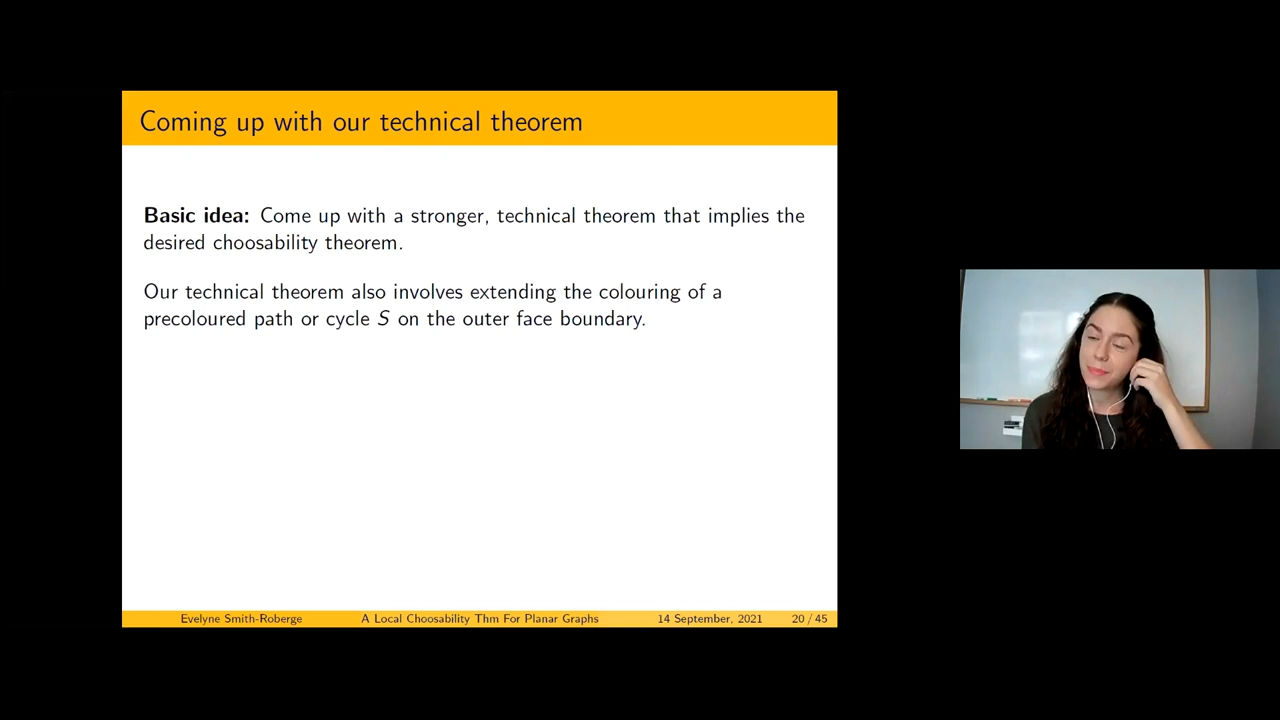 Coming up with our technical theorem
Basic idea: Come up with a stronger, technical theorem that implies the
desired choosability theorem.
Our technical theorem also involves extending the colouring of a
precoloured path or cycle S on the outer face boundary.
Evelyne Smith-Roberge A Local Choosability Thm For Planar Graphs 14 September, 2021 20 / 45